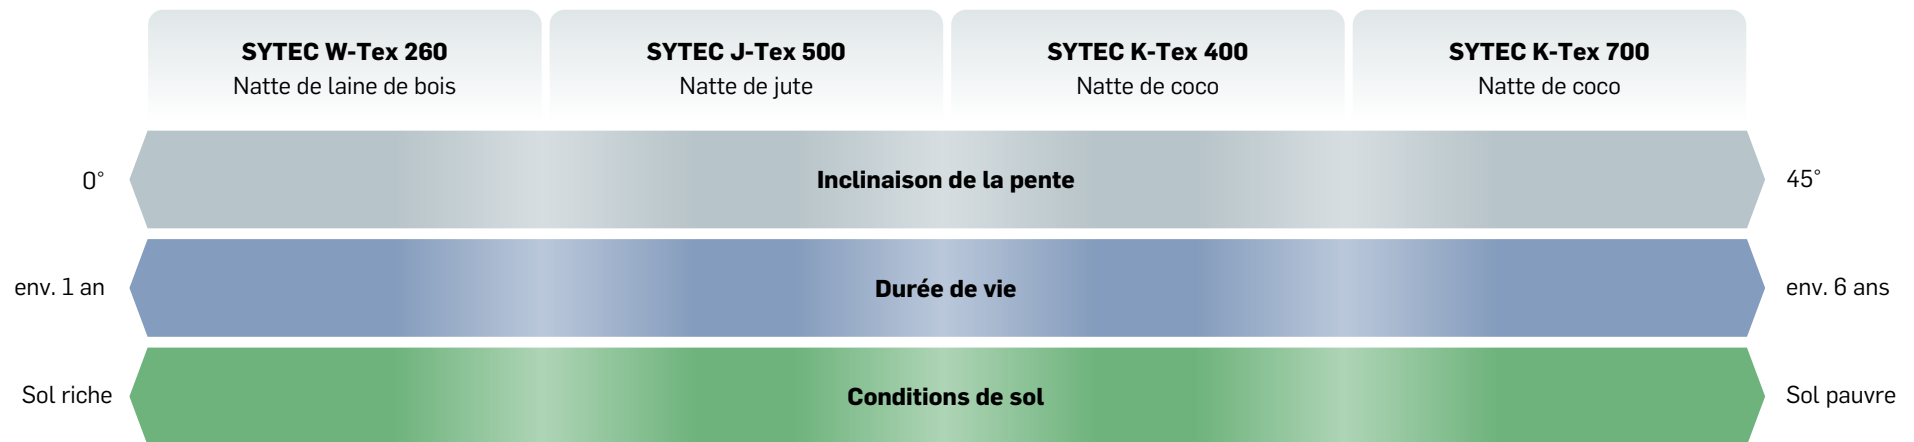 SYTEC W-Tex 260
Natte de laine de bois
SYTEC J-Tex 500
Natte de jute
SYTEC K-Tex 400
Natte de coco
SYTEC K-Tex 700
Natte de coco
0°
Inclinaison de la pente
45°
env. 1 an
Durée de vie
env. 6 ans
Sol riche
Conditions de sol
Sol pauvre